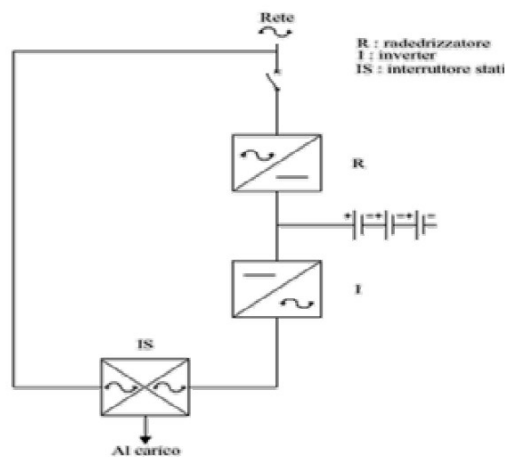 Rete
R : radedrizzatore
I : inverter
IS : interruttore stati
R
+ =+ =+ =
I
IS
Al carico